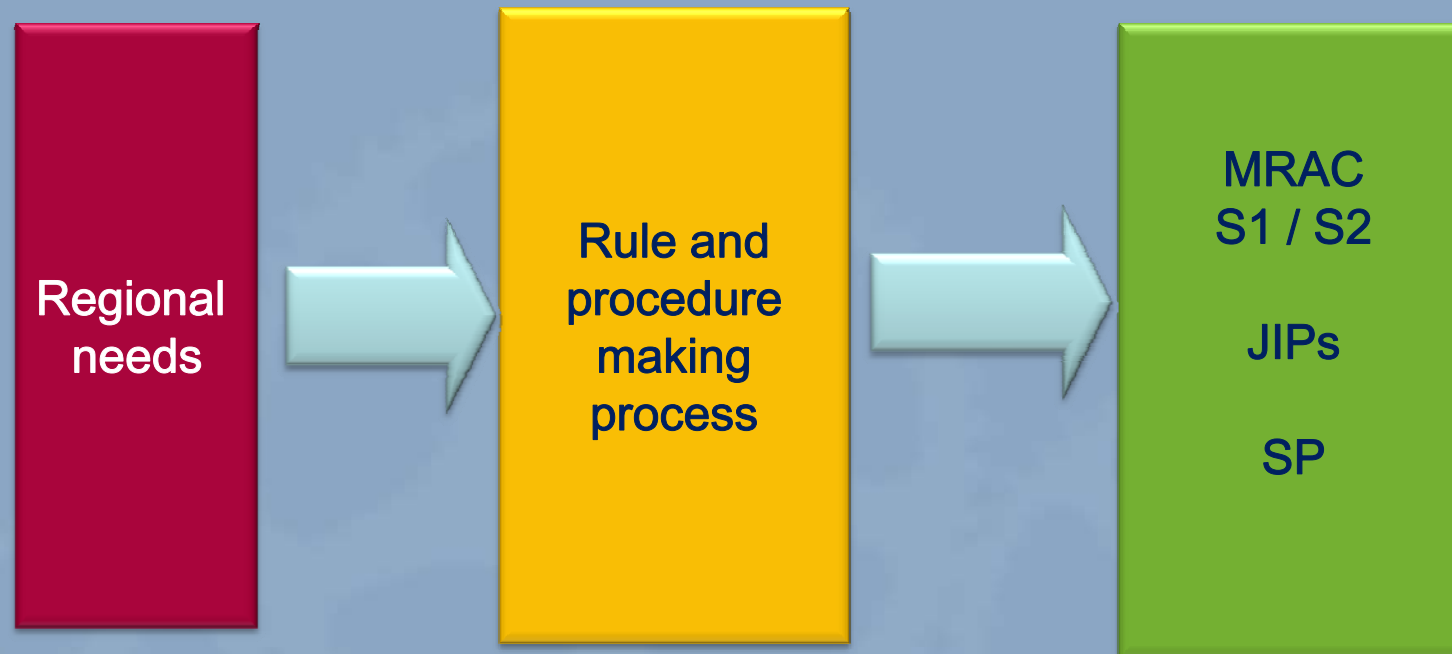 Regional
needs
Rule and
procedure
making
process
MRAC
S1 / S2
JIPs
SP